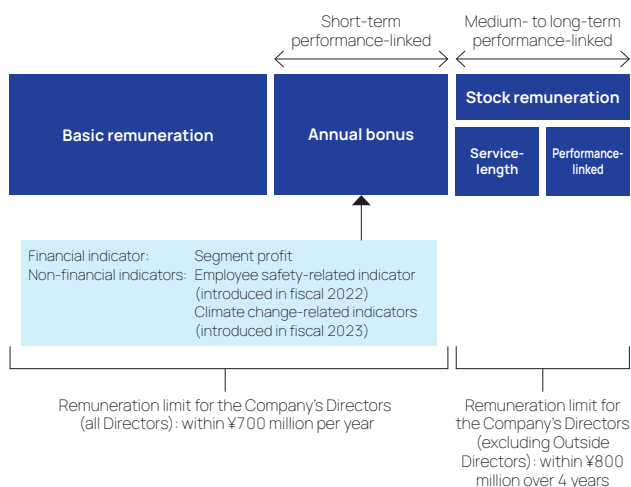 Short-term
performance-linked
Medium- to long-term
performance-linked
Basic remuneration
Annual bonus
Stock remuneration
Service-
length
Performance-
linked
Financial indicator: Segment profit
Non-financial indicators: Employee safety-related indicator
(introduced in fiscal 2022)
Climate change-related indicators
(introduced in fiscal 2023)
Remuneration limit for the Company’s Directors
(all Directors): within ¥700 million per year
Remuneration limit for
the Company’s Directors
(excluding Outside
Directors): within ¥800
million over 4 years